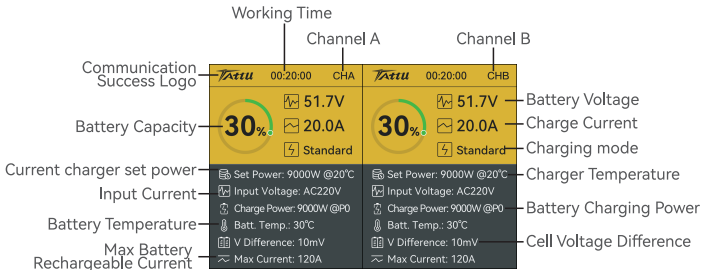 Working Time
Channel A
Channel B
Communication
Success Logo
TATTU 00:20:00 CHA
TATTU 00:20:00 CHB
Battery Capacity
30%
51.7V
20.0A
Standard
30%
51.7V
20.0A
Standard
Battery Voltage
Charge Current
Charging mode
Current charger set power
Input Current
Battery Temperature
Max Battery
Rechargeable Current
Set Power: 9000W @20℃
Input Voltage: AC220V
Charge Power: 9000W @P0
Batt. Temp.: 30℃
V Difference: 10mV
Max Current: 120A
Set Power: 9000W @20℃
Input Voltage: AC220V
Charge Power: 9000W @P0
Batt. Temp.: 30℃
V Difference: 10mV
Max Current: 120A
Charger Temperature
Battery Charging Power
Cell Voltage Difference